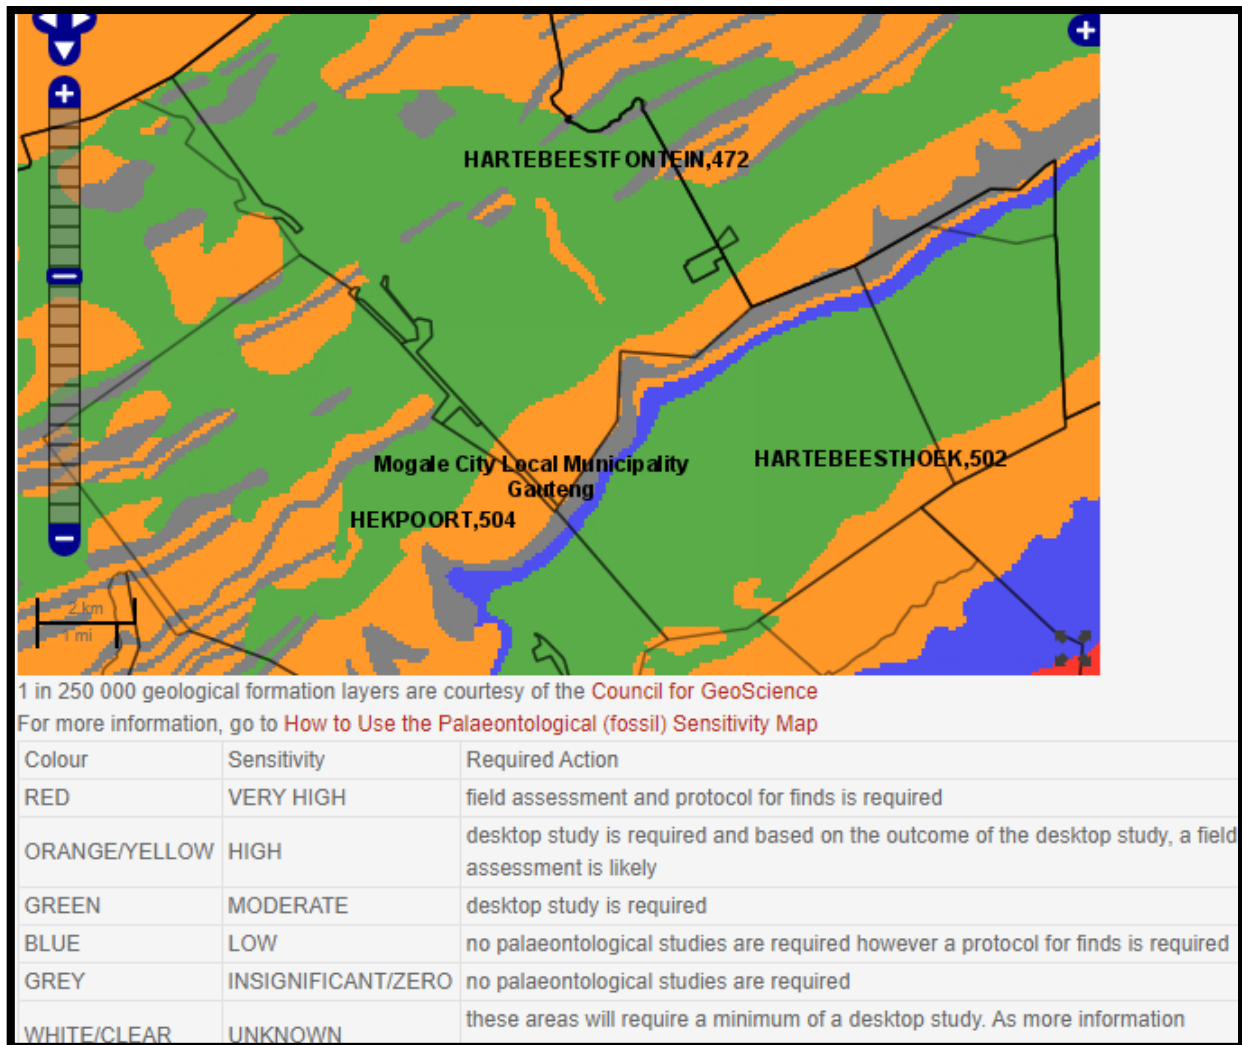 HARTEBEESTFONTEIN,472
HARTEBEESTHOEK,502
Mogale City Local Municipality
Gauteng
HEKPOORT,504
2 km
1 mi
1 in 250 000 geological formation layers are courtesy of the Council for GeoScience
For more information, go to How to Use the Palaeontological (fossil) Sensitivity Map
Colour Sensitivity Required Action
RED VERY HIGH field assessment and protocol for finds is required
ORANGE/YELLOW HIGH desktop study is required and based on the outcome of the desktop study, a field
assessment is likely
GREEN MODERATE desktop study is required
BLUE LOW no palaeontological studies are required however a protocol for finds is required
GREY INSIGNIFICANT/ZERO no palaeontological studies are required
WHITE/CLEAR UNKNOWN these areas will require a minimum of a desktop study. As more information